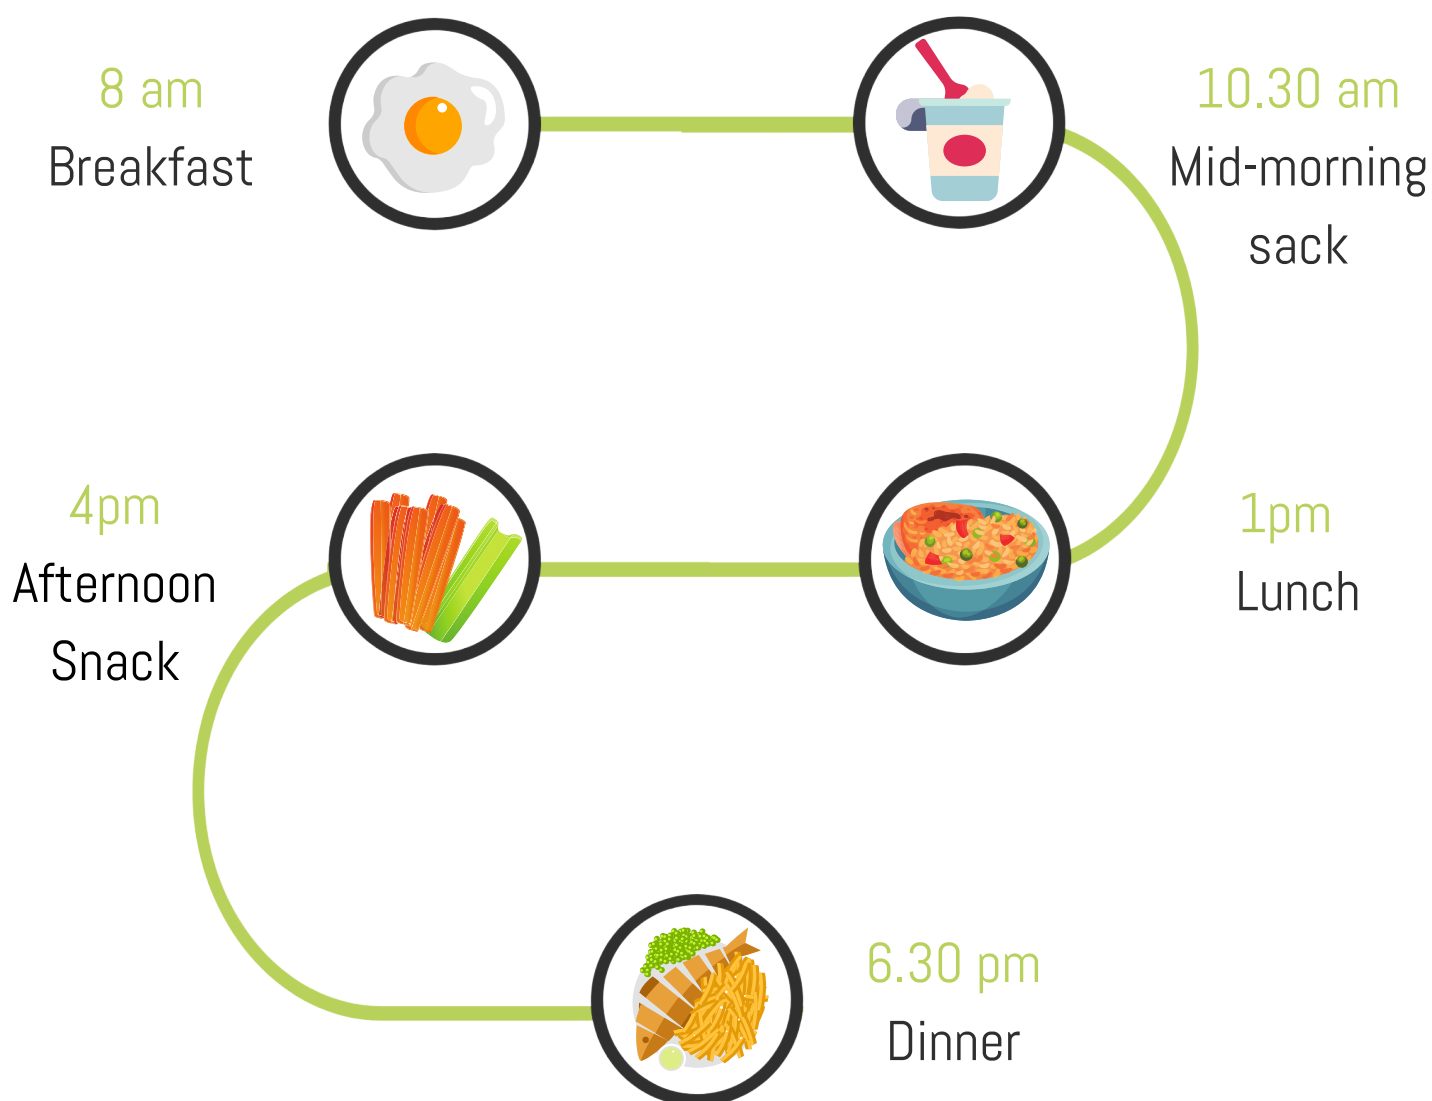 8 am
Breakfast
10.30 am
Mid-morning
sack
1pm
Lunch
4pm
Afternoon
Snack
6.30 pm
Dinner